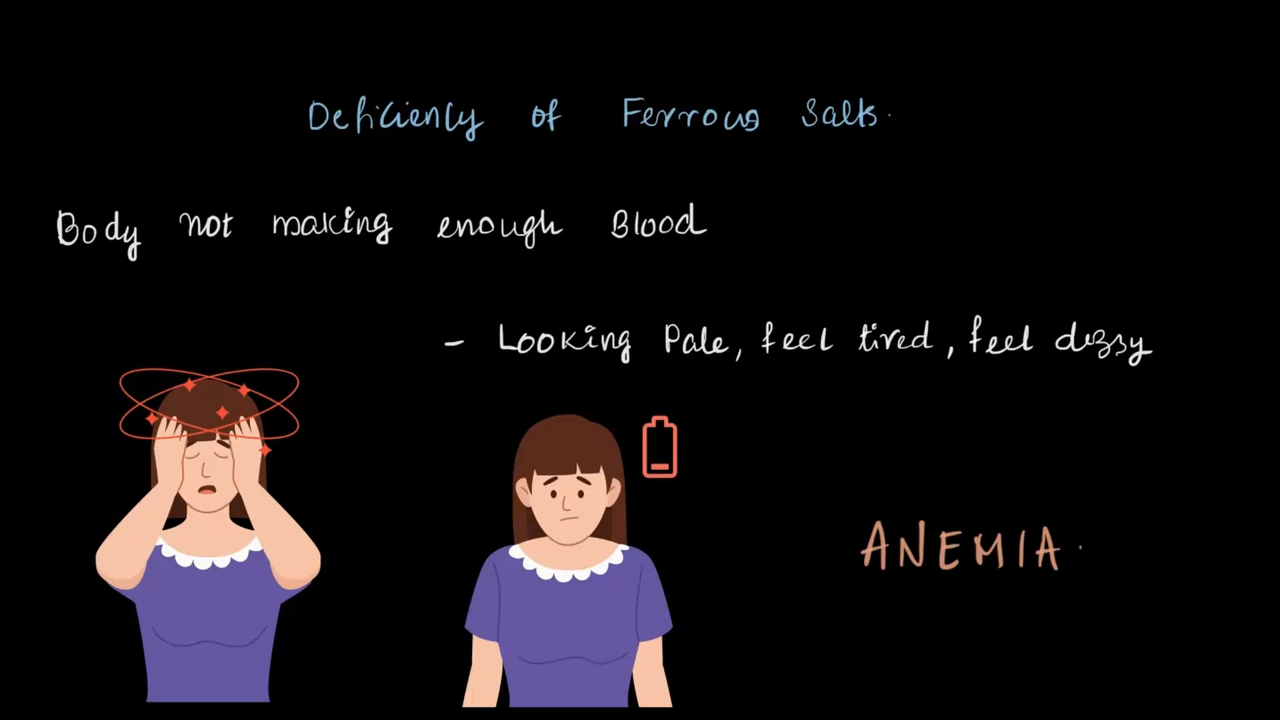 Deficiency of Ferrous Salts.
Body not making enough Blood
- Looking Pale, feel tired, feel dizzy
ANEMIA.